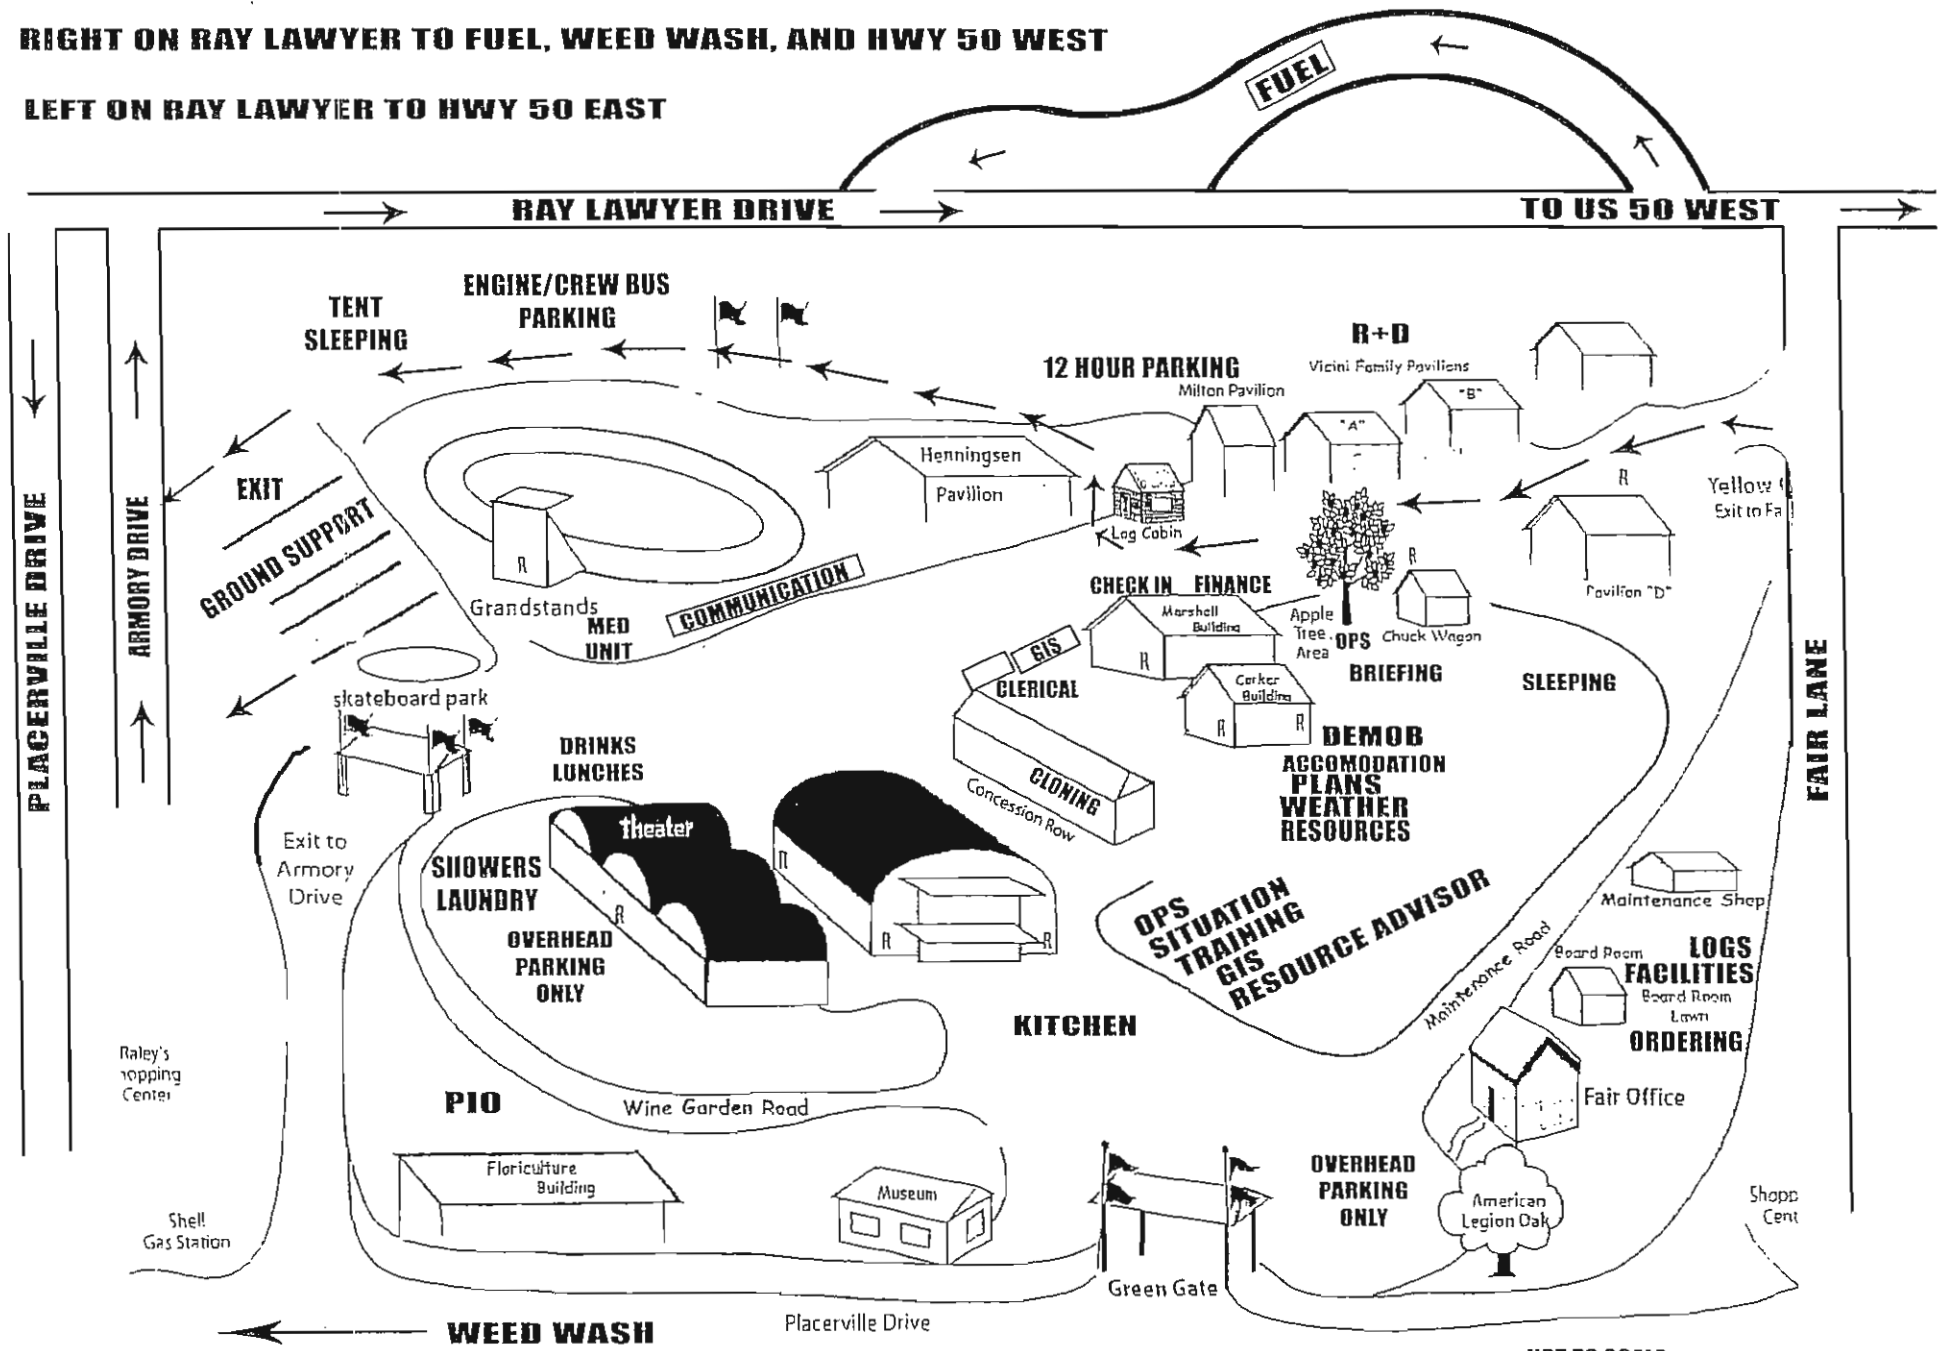 RIGHT ON RAY LAWYER TO FUEL, WEED WASH, AND HWY 50 WEST
LEFT ON RAY LAWYER TO HWY 50 EAST
FUEL
RAY LAWYER DRIVE
TO US 50 WEST
PLACERVILLE DRIVE
ARMORY DRIVE
FAIR LANE
TENT
SLEEPING
ENGINE/CREW BUS
PARKING
12 HOUR PARKING
Milton Pavilion
R+D
Vicini Family Pavilions
"A"
"B"
Henningsen
Pavilion
Log Cabin
R
Yellow
Exit to
Pavilion "D"
EXIT
GROUND SUPPORT
R
Grandstands
MED
UNIT
COMMUNICATION
CHECK IN
FINANCE
Marshall
Building
R
Apple
Tree
Area
OPS
R
Chuck Wagon
BRIEFING
SLEEPING
GIS
CLERICAL
Corker
Building
R
R
skateboard park
DRINKS
LUNCHES
CLONING
Concession Row
DEMOB
ACCOMODATION
PLANS
WEATHER
RESOURCES
Exit to
Armory
Drive
theater
SHOWERS
LAUNDRY
R
R
R
OVERHEAD
PARKING
ONLY
OPS
SITUATION
TRAINING
GIS
RESOURCE ADVISOR
Maintenance Shop
Maintenance Road
Board Room
LOGS
FACILITIES
Board Room
Lawn
ORDERING
KITCHEN
Raley's
Center
PIO
Wine Garden Road
Fair Office
Floriculture
Building
Museum
OVERHEAD
PARKING
ONLY
American
Legion Oak
Shell
Gas Station
Green Gate
Placerville Drive
WEED WASH